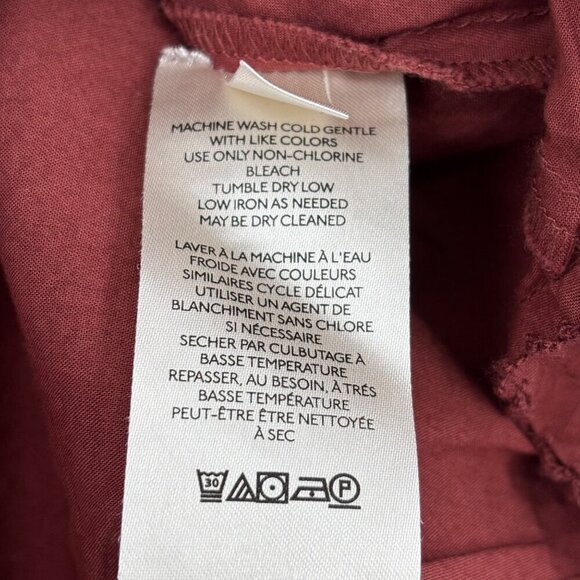 MACHINE WASH COLD GENTLE
WITH LIKE COLORS
USE ONLY NON-CHLORINE
BLEACH
TUMBLE DRY LOW
LOW IRON AS NEEDED
MAY BE DRY CLEANED
LAVER À LA MACHINE À L'EAU
FROIDE AVEC COULEURS
SIMILAIRES CYCLE DÉLICAT
UTILISER UN AGENT DE
BLANCHIMENT SANS CHLORE
SI NÉCESSAIRE
SECHER PAR CULBUTAGE À
BASSE TEMPERATURE
REPASSER, AU BESOIN, À TRÉS
BASSE TEMPÉRATURE
PEUT-ÊTRE ÊTRE NETTOYÉE
À SEC
30 P